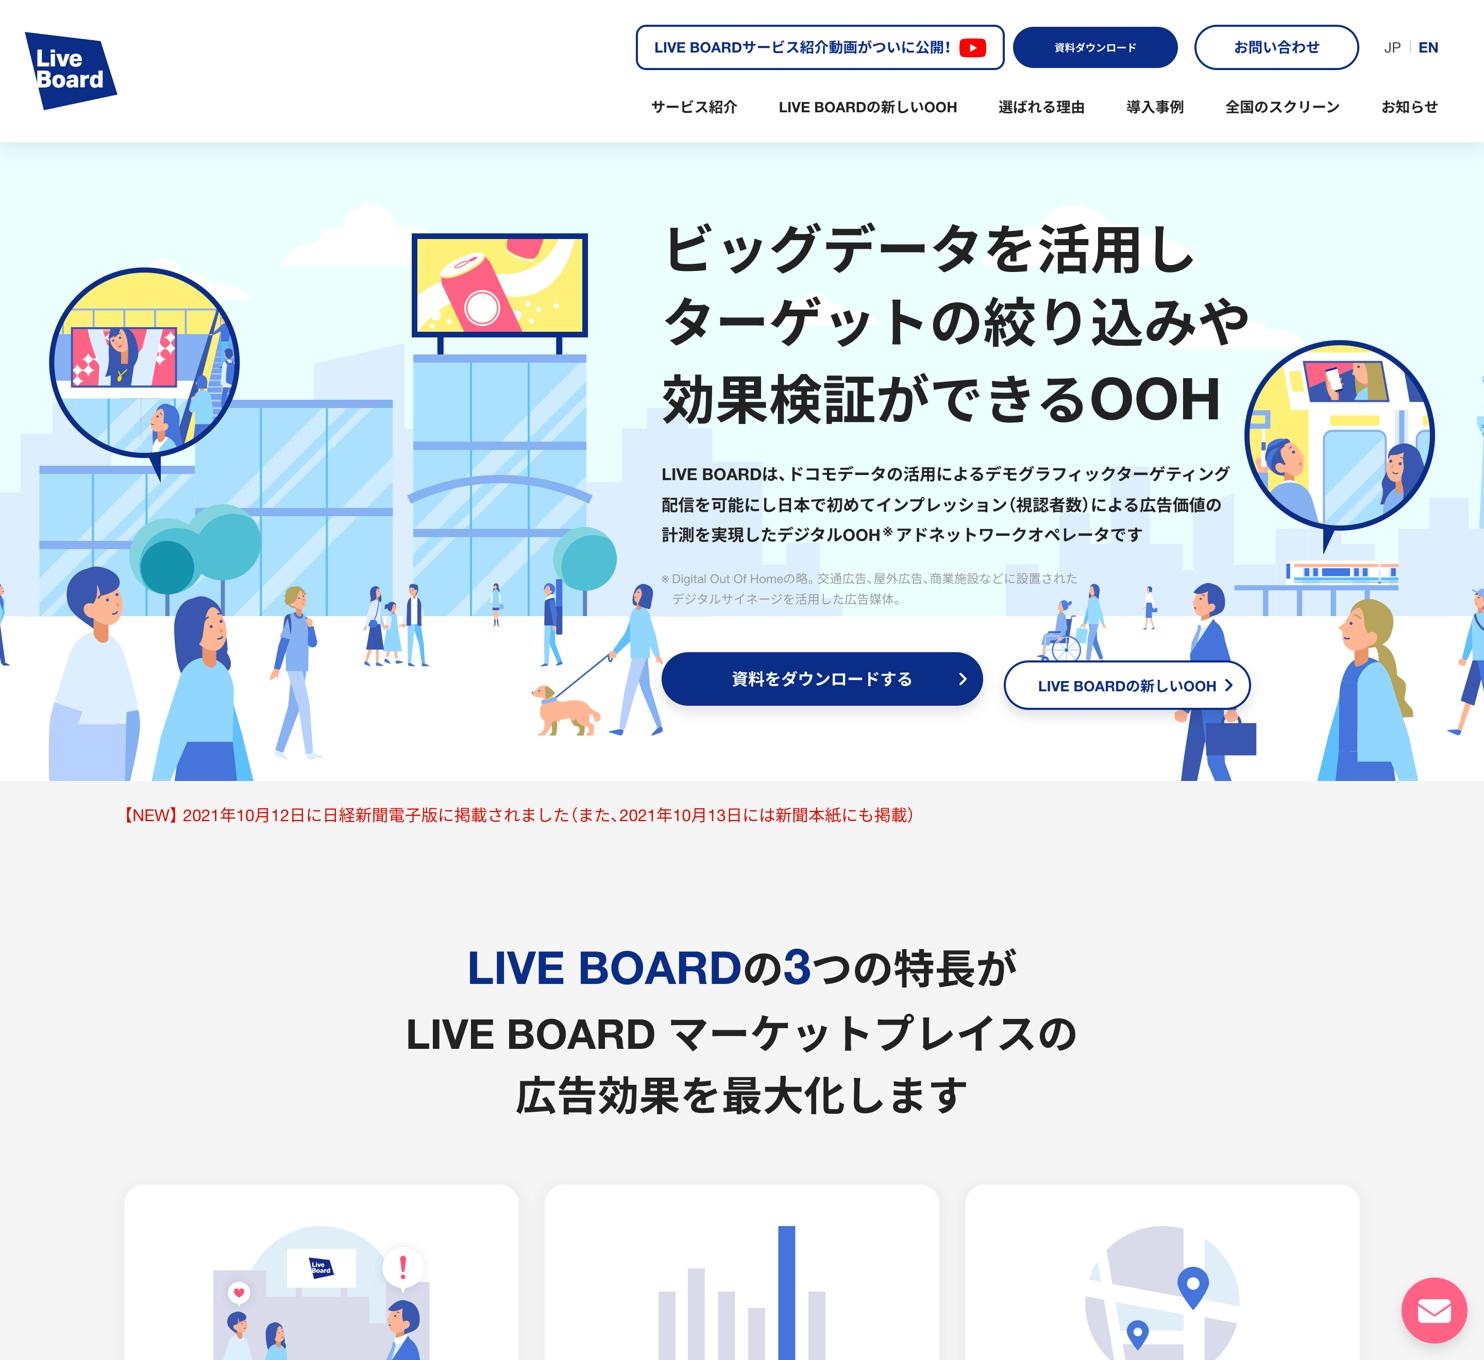 Live
Board
LIVE BOARDサービス紹介動画がついに公開!
資料ダウンロード
お問い合わせ
JP
EN
サービス紹介
LIVE BOARDの新しいOOH
選ばれる理由
導入事例
全国のスクリーン
お知らせ
ビッグデータを活用し
ターゲットの絞り込みや
効果検証ができるOOH
LIVE BOARDは、ドコモデータの活用によるデモグラフィックターゲティング
配信を可能にし日本で初めてインプレッション(視認者数)による広告価値の
計測を実現したデジタルOOH※アドネットワークオペレータです
※ Digital Out Of Homeの略。交通広告、屋外広告、商業施設などに設置された
デジタルサイネージを活用した広告媒体。
資料をダウンロードする
LIVE BOARDの新しいOOH
【NEW】2021年10月12日に日経新聞電子版に掲載されました(また、2021年10月13日には新聞本紙にも掲載)
LIVE BOARDの3つの特長が
LIVE BOARD マーケットプレイスの
広告効果を最大化します
Live
Board